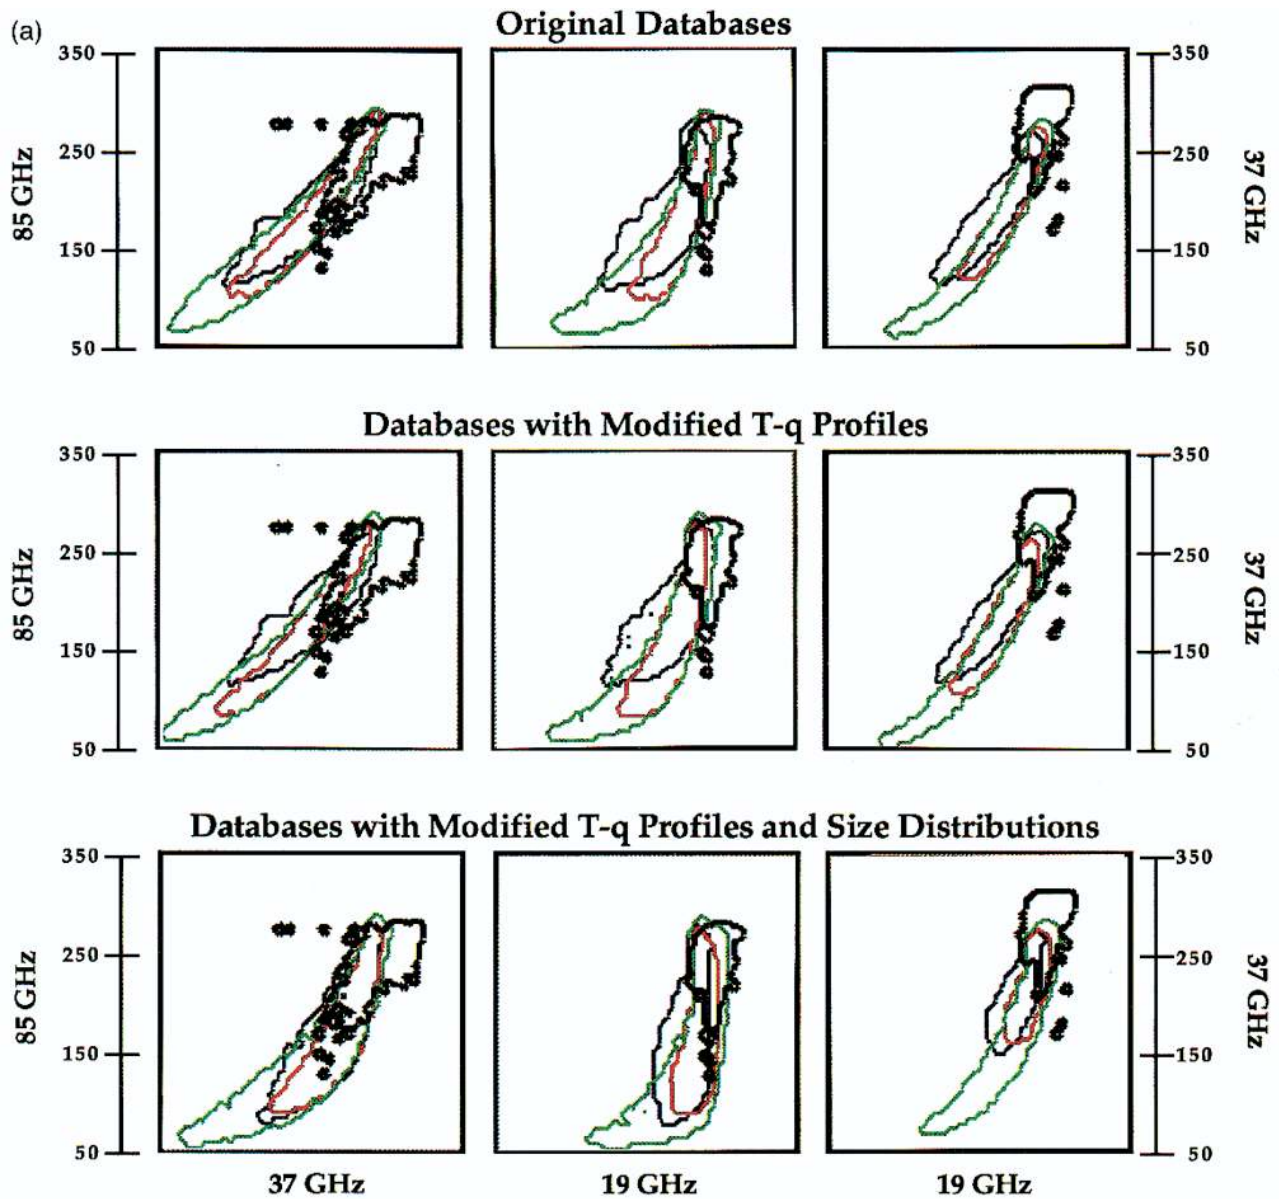 (a)
Original Databases
350
250
150
50
85 GHz
350
250
150
50
37 GHz
Databases with Modified T-q Profiles
350
250
150
50
85 GHz
350
250
150
50
37 GHz
Databases with Modified T-q Profiles and Size Distributions
350
250
150
50
85 GHz
350
250
150
50
37 GHz
37 GHz
19 GHz
19 GHz